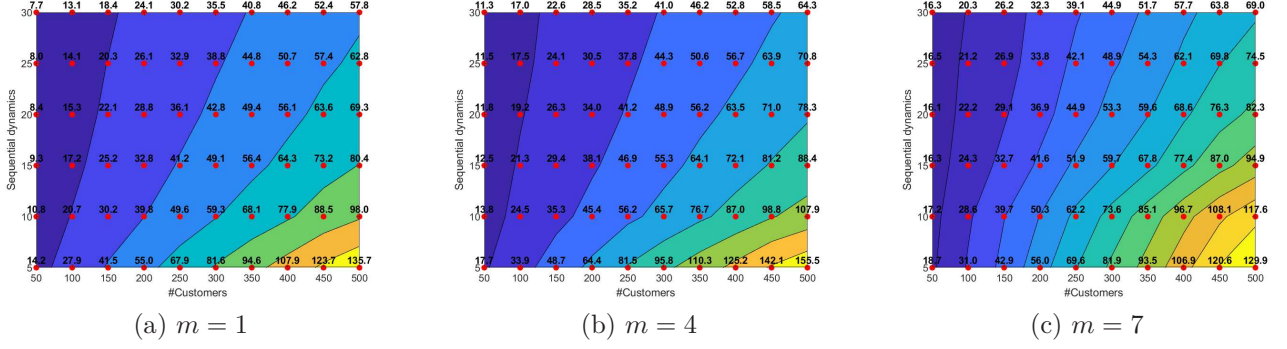 30 7.7 13.1 18.4 24.1 30.2 35.5 40.8 46.2 52.4 57.8
25 8.0 14.1 20.3 26.1 32.9 38.8 44.8 50.7 57.4 62.8
20 8.4 15.3 22.1 28.8 36.1 42.8 49.4 56.1 63.6 69.3
15 9.3 17.2 25.2 32.8 41.2 49.1 56.4 64.3 73.2 80.4
10 10.8 20.7 30.2 39.8 49.6 59.3 68.1 77.9 88.5 98.0
5 14.2 27.9 41.5 55.0 67.9 81.6 94.6 107.9 123.7 135.7
50 100 150 200 250 300 350 400 450 500
Sequential dynamics
#Customers
(a) m = 1
30 11.3 17.0 22.6 28.5 35.2 41.0 46.2 52.8 58.5 64.3
25 11.5 17.5 24.1 30.5 37.8 44.3 50.6 56.7 63.9 70.8
20 11.8 19.2 26.3 34.0 41.2 48.9 56.2 63.5 71.0 78.3
15 12.5 21.3 29.4 38.1 46.9 55.3 64.1 72.1 81.2 88.4
10 13.8 24.5 35.3 45.4 56.2 65.7 76.7 87.0 98.8 107.9
5 17.7 33.9 48.7 64.4 81.5 95.8 110.3 125.2 142.1 155.5
50 100 150 200 250 300 350 400 450 500
Sequential dynamics
#Customers
(b) m = 4
30 16.3 20.3 26.2 32.3 39.1 44.9 51.7 57.7 63.8 69.0
25 16.1 21.2 26.9 33.8 42.1 48.9 54.3 62.1 69.8 74.5
20 16.1 22.2 29.1 36.9 44.9 53.3 59.6 68.6 76.3 82.3
15 16.3 24.3 32.7 41.6 51.9 59.7 67.8 77.4 87.0 94.9
10 17.2 28.6 39.7 50.3 62.2 73.6 85.1 96.7 108.1 117.6
5 18.7 31.0 42.9 56.0 69.6 81.9 93.5 106.9 120.6 129.9
50 100 150 200 250 300 350 400 450 500
Sequential dynamics
#Customers
(c) m = 7